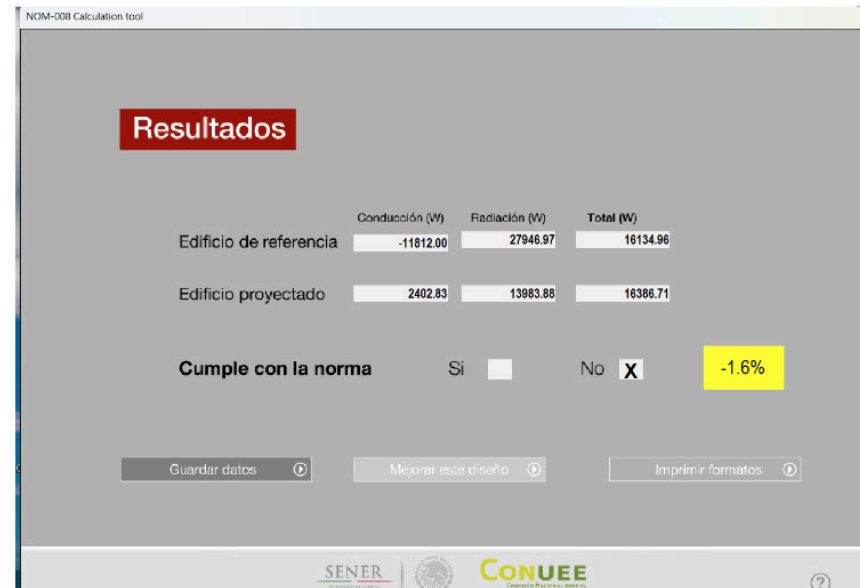 NOM-008 Calculation tool
Resultados
Conducción (W) Radiación (W) Total (W)
Edificio de referencia -11812.00 27946.97 16134.96
Edificio proyectado 2402.83 13983.88 16386.71
Cumple con la norma Si No X -1.6%
Guardar datos Mejorar este diseño Imprimir formatos
SENER CONUEE
?